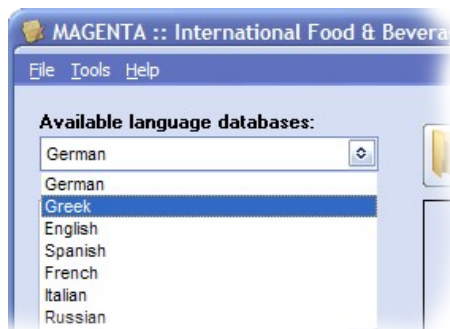 MAGENTA :: International Food & Bevera
File Tools Help
Available language databases:
German
German
Greek
English
Spanish
French
Italian
Russian